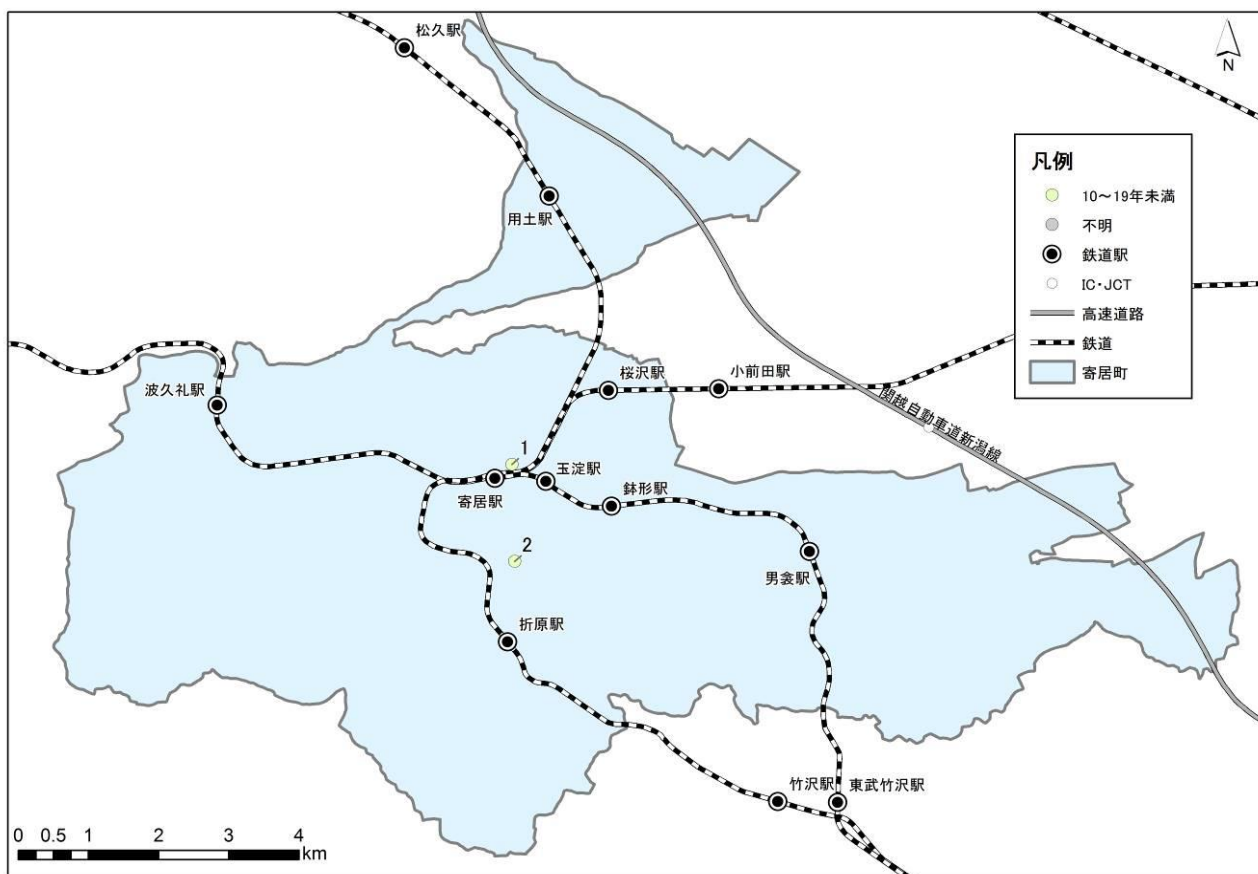 松久駅
N
凡例
10～19年未満
不明
鉄道駅
IC・JCT
高速道路
鉄道
寄居町
用土駅
桜沢駅
小前田駅
波久礼駅
関越自動車道新潟線
1
玉淀駅
寄居駅
鉢形駅
2
男衾駅
折原駅
竹沢駅
東武竹沢駅
0 0.5 1 2 3 4
km